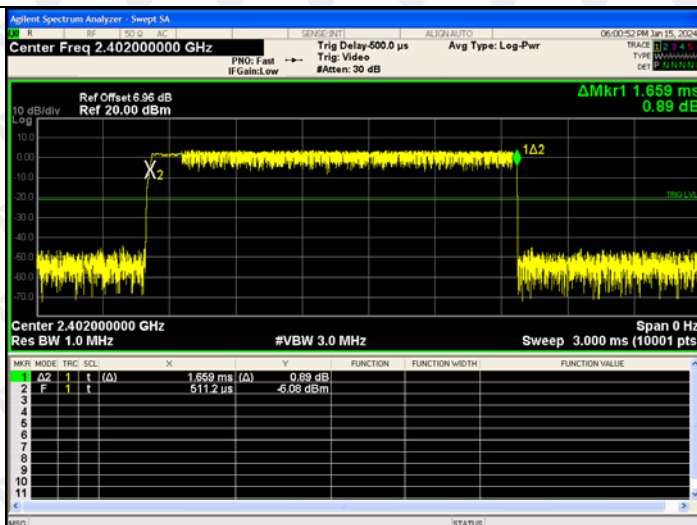 Agilent Spectrum Analyzer - Swept SA
LXI R RF 50 Ω AC SENSE:INT ALIGN AUTO 06:00:52 PM Jan 15, 2024
Center Freq 2.402000000 GHz
PNO: Fast
IFGain:Low
Trig Delay-500.0 µs
Trig: Video
#Atten: 30 dB
Avg Type: Log-Pwr
TRACE 1 2 3 4 5
TYPE
DET P N N N N
ΔMkr1 1.659 ms
0.89 dB
Ref Offset 6.96 dB
10 dB/div Ref 20.00 dBm
Log
10.0
0.00
-10.0
-20.0
-30.0
-40.0
-50.0
-60.0
-70.0
1Δ2
X2
TRIG LVL
Center 2.402000000 GHz Span 0 Hz
Res BW 1.0 MHz #VBW 3.0 MHz Sweep 3.000 ms (10001 pts
MKR MODE TRC SCL X Y FUNCTION FUNCTION WIDTH FUNCTION VALUE
1 Δ2 1 t (Δ) 1.659 ms (Δ) 0.89 dB
2 F 1 t 511.2 µs -6.08 dBm
3
4
5
6
7
8
9
10
11
MSG STATUS